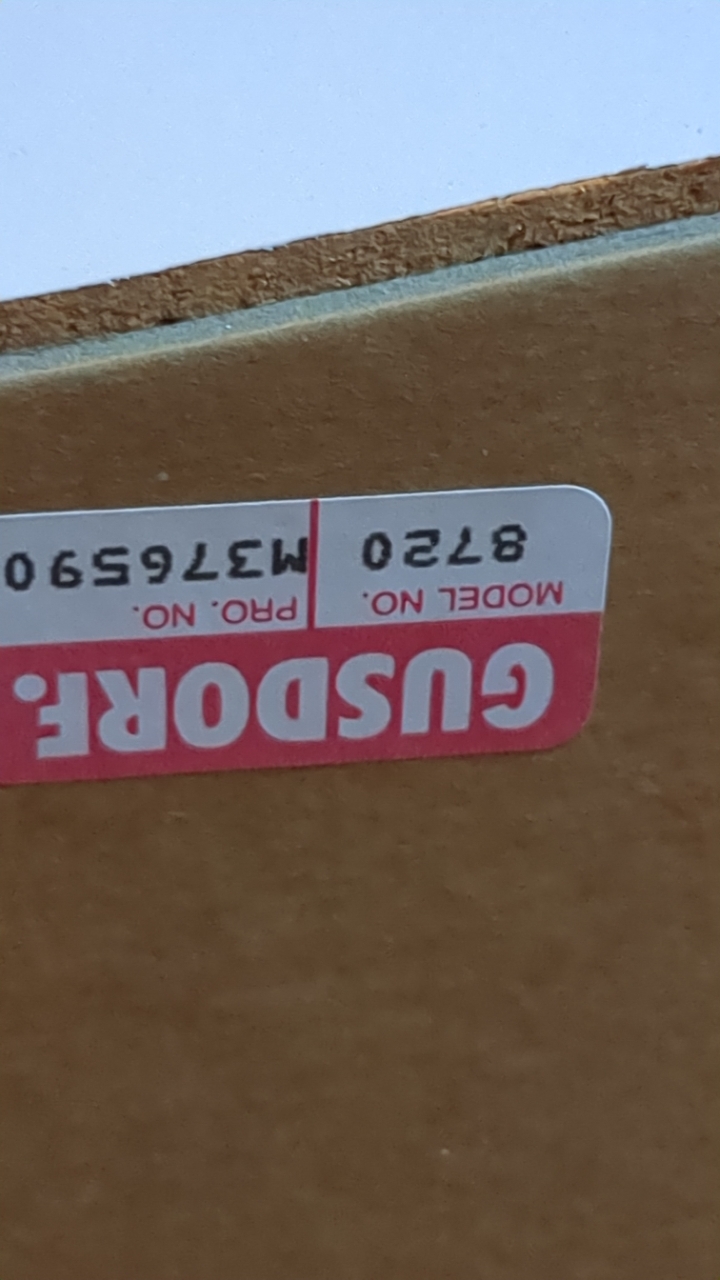 GUSDORF.
MODEL NO. PRO. NO.
8720 M376590